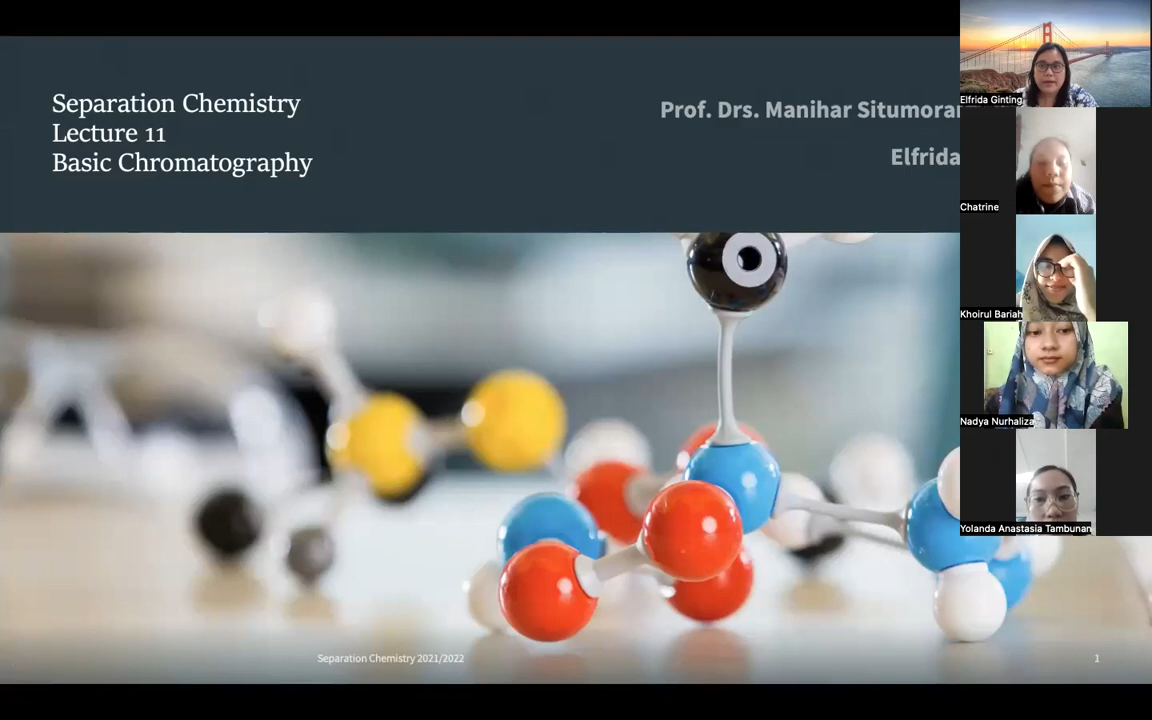 Separation Chemistry
Lecture 11
Basic Chromatography
Prof. Drs. Manihar
Elfrida
Elfrida Ginting
Chatrine
Khoirul Bariah
Nadya Nurhaliza
Yolanda Anastasia Tambunan
Separation Chemistry 2021/2022
1